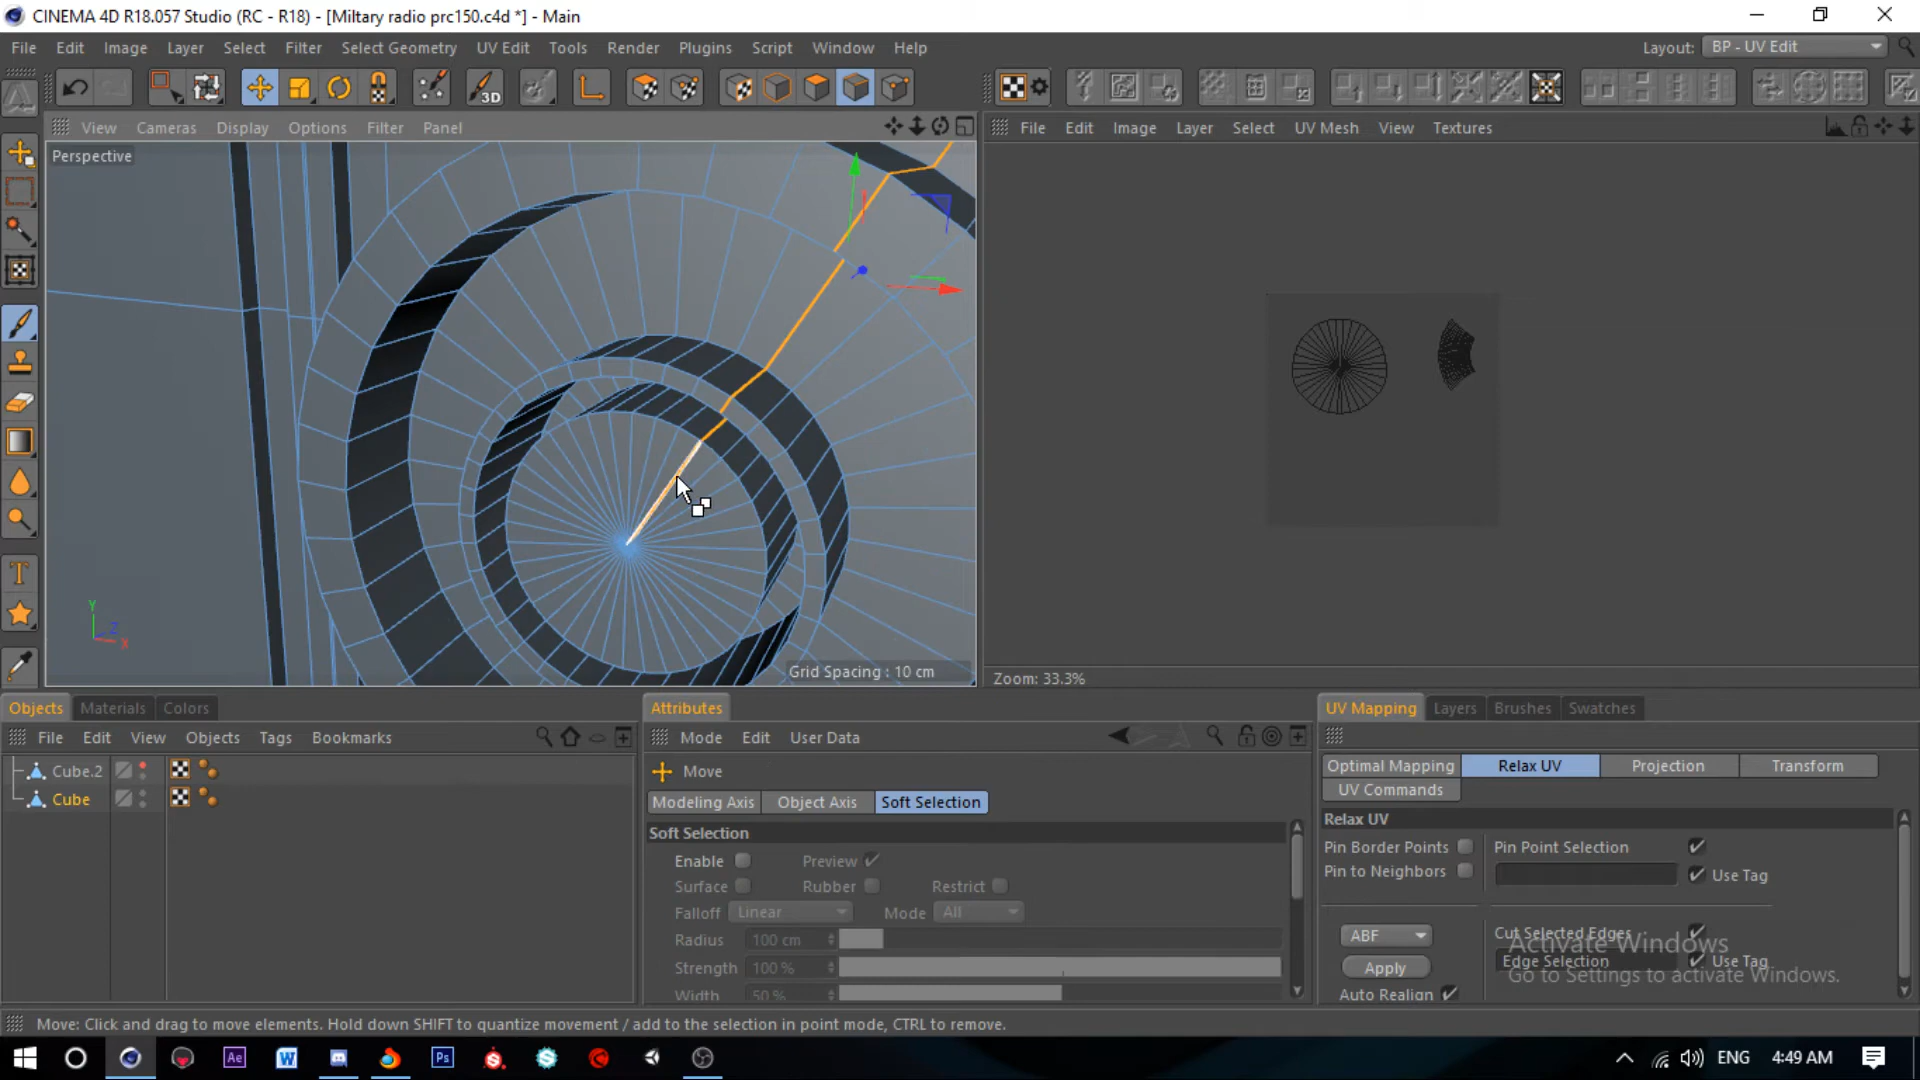 CINEMA 4D R18.057 Studio (RC - R18) - [Miltary radio prc150.c4d *] - Main
File Edit Image Layer Select Filter Select Geometry UV Edit Tools Render Plugins Script Window Help Layout: BP - UV Edit
3D
View Cameras Display Options Filter Panel
File Edit Image Layer Select UV Mesh View Textures
Perspective
Y
Z
X
Grid Spacing : 10 cm
Zoom: 33.3%
Objects Materials Colors
Attributes
UV Mapping Layers Brushes Swatches
File Edit View Objects Tags Bookmarks
Mode Edit User Data
Cube.2
Cube
Move
Modeling Axis Object Axis Soft Selection
Soft Selection
Enable Preview
Surface Rubber Restrict
Falloff Linear Mode All
Radius 100 cm
Strength 100 %
Width 50 %
Optimal Mapping Relax UV Projection Transform
UV Commands
Relax UV
Pin Border Points Pin Point Selection
Pin to Neighbors Use Tag
ABF Cut Selected Edges
Edge Selection Use Tag
Apply
Auto Realign
Activate Windows
Go to Settings to activate Windows.
Move: Click and drag to move elements. Hold down SHIFT to quantize movement / add to the selection in point mode, CTRL to remove.
Ae
W
Ps
ENG 4:49 AM